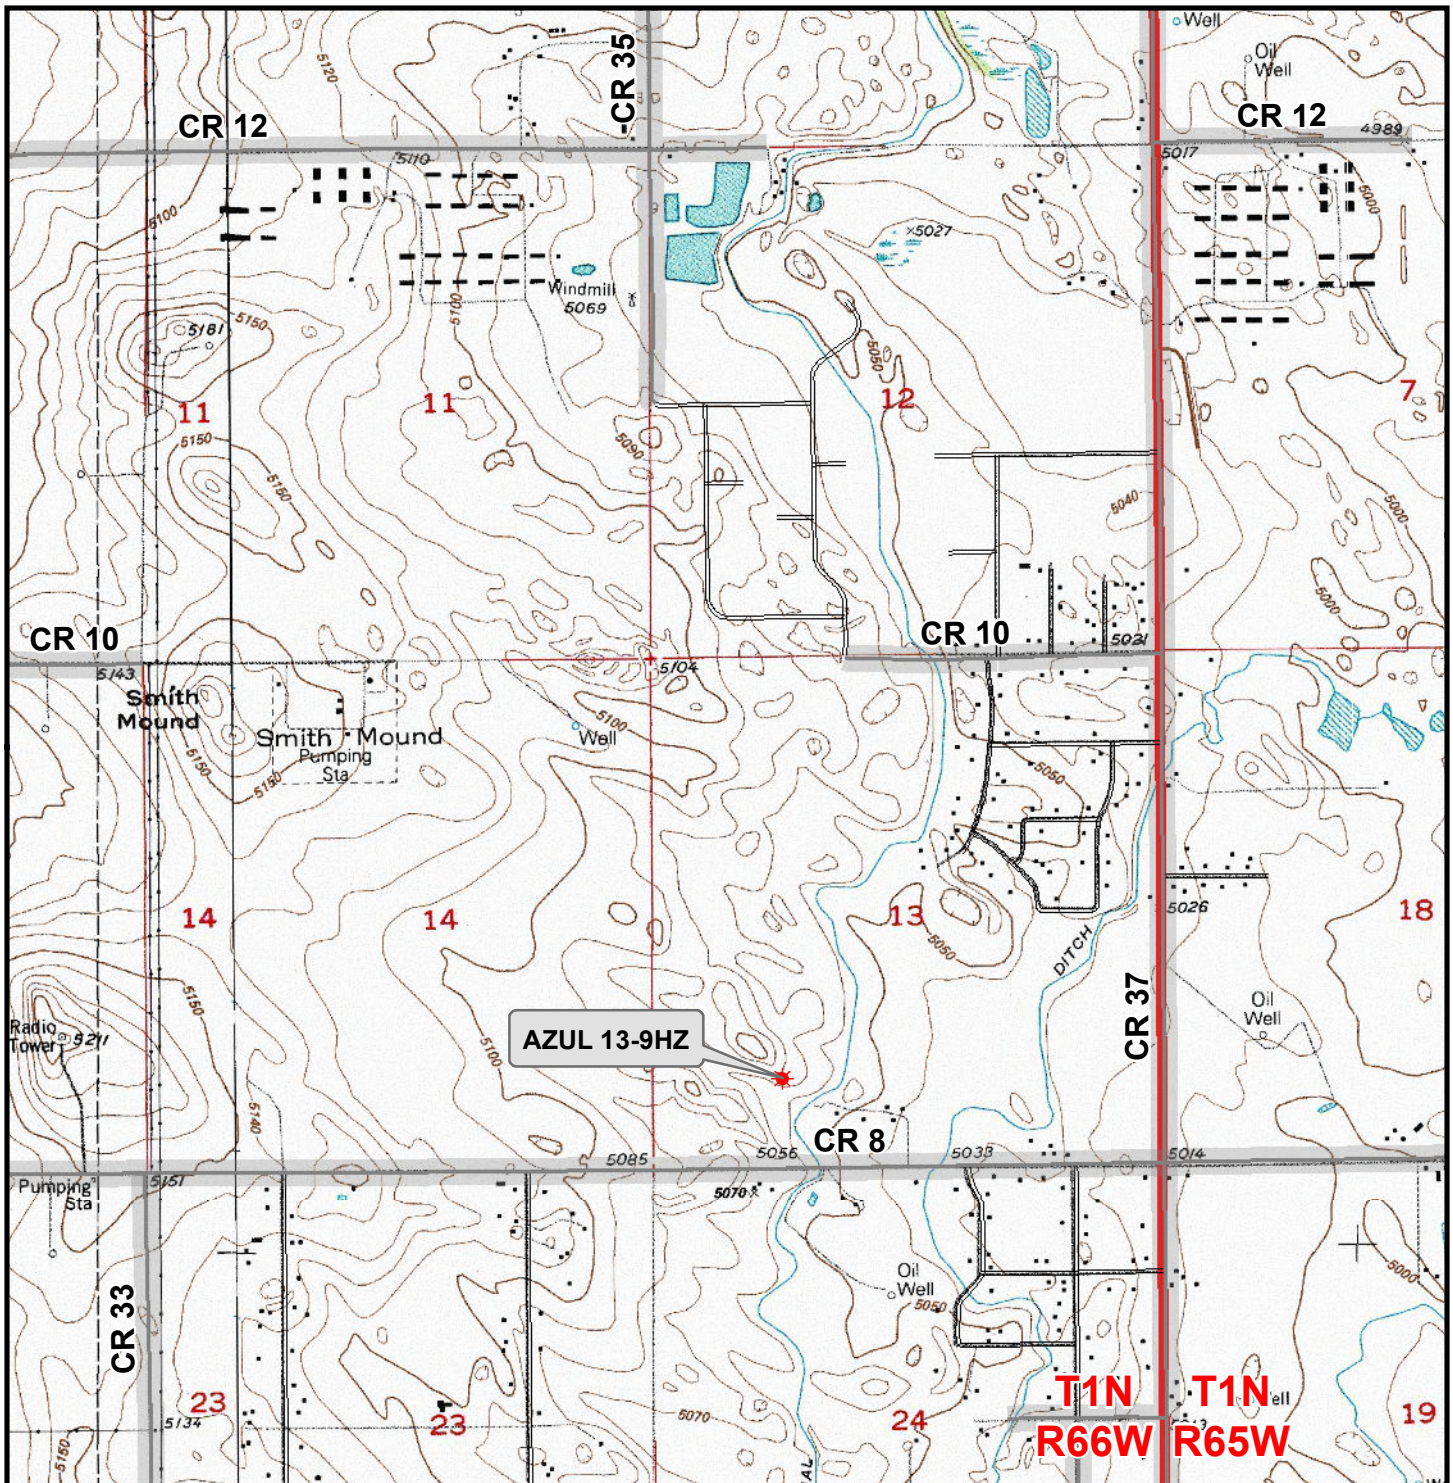 Well
Oil
Well
5120
CR 35
CR 12
CR 12
4989
5110
5017
5100
5000
5027
Windmill
5069
5100
5150
5181
5050
11
11
12
7
5150
5090
5150
5040
5000
5000
CR 10
CR 10
5021
5143
5104
Smith
Mound
5100
Well
Smith Mound
Pumping
Sta
5150
5150
5050
14
14
13
18
5026
5050
DITCH
5150
CR 37
Oil
Well
Radio
Tower
5211
AZUL 13-9HZ
5100
5140
CR 8
5085
5056
5033
5014
Pumping
Sta
5151
5070
Oil
Well
5050
5000
CR 33
T1N
T1N
23
23
24
19
5134
5070
5150
R66W
R65W